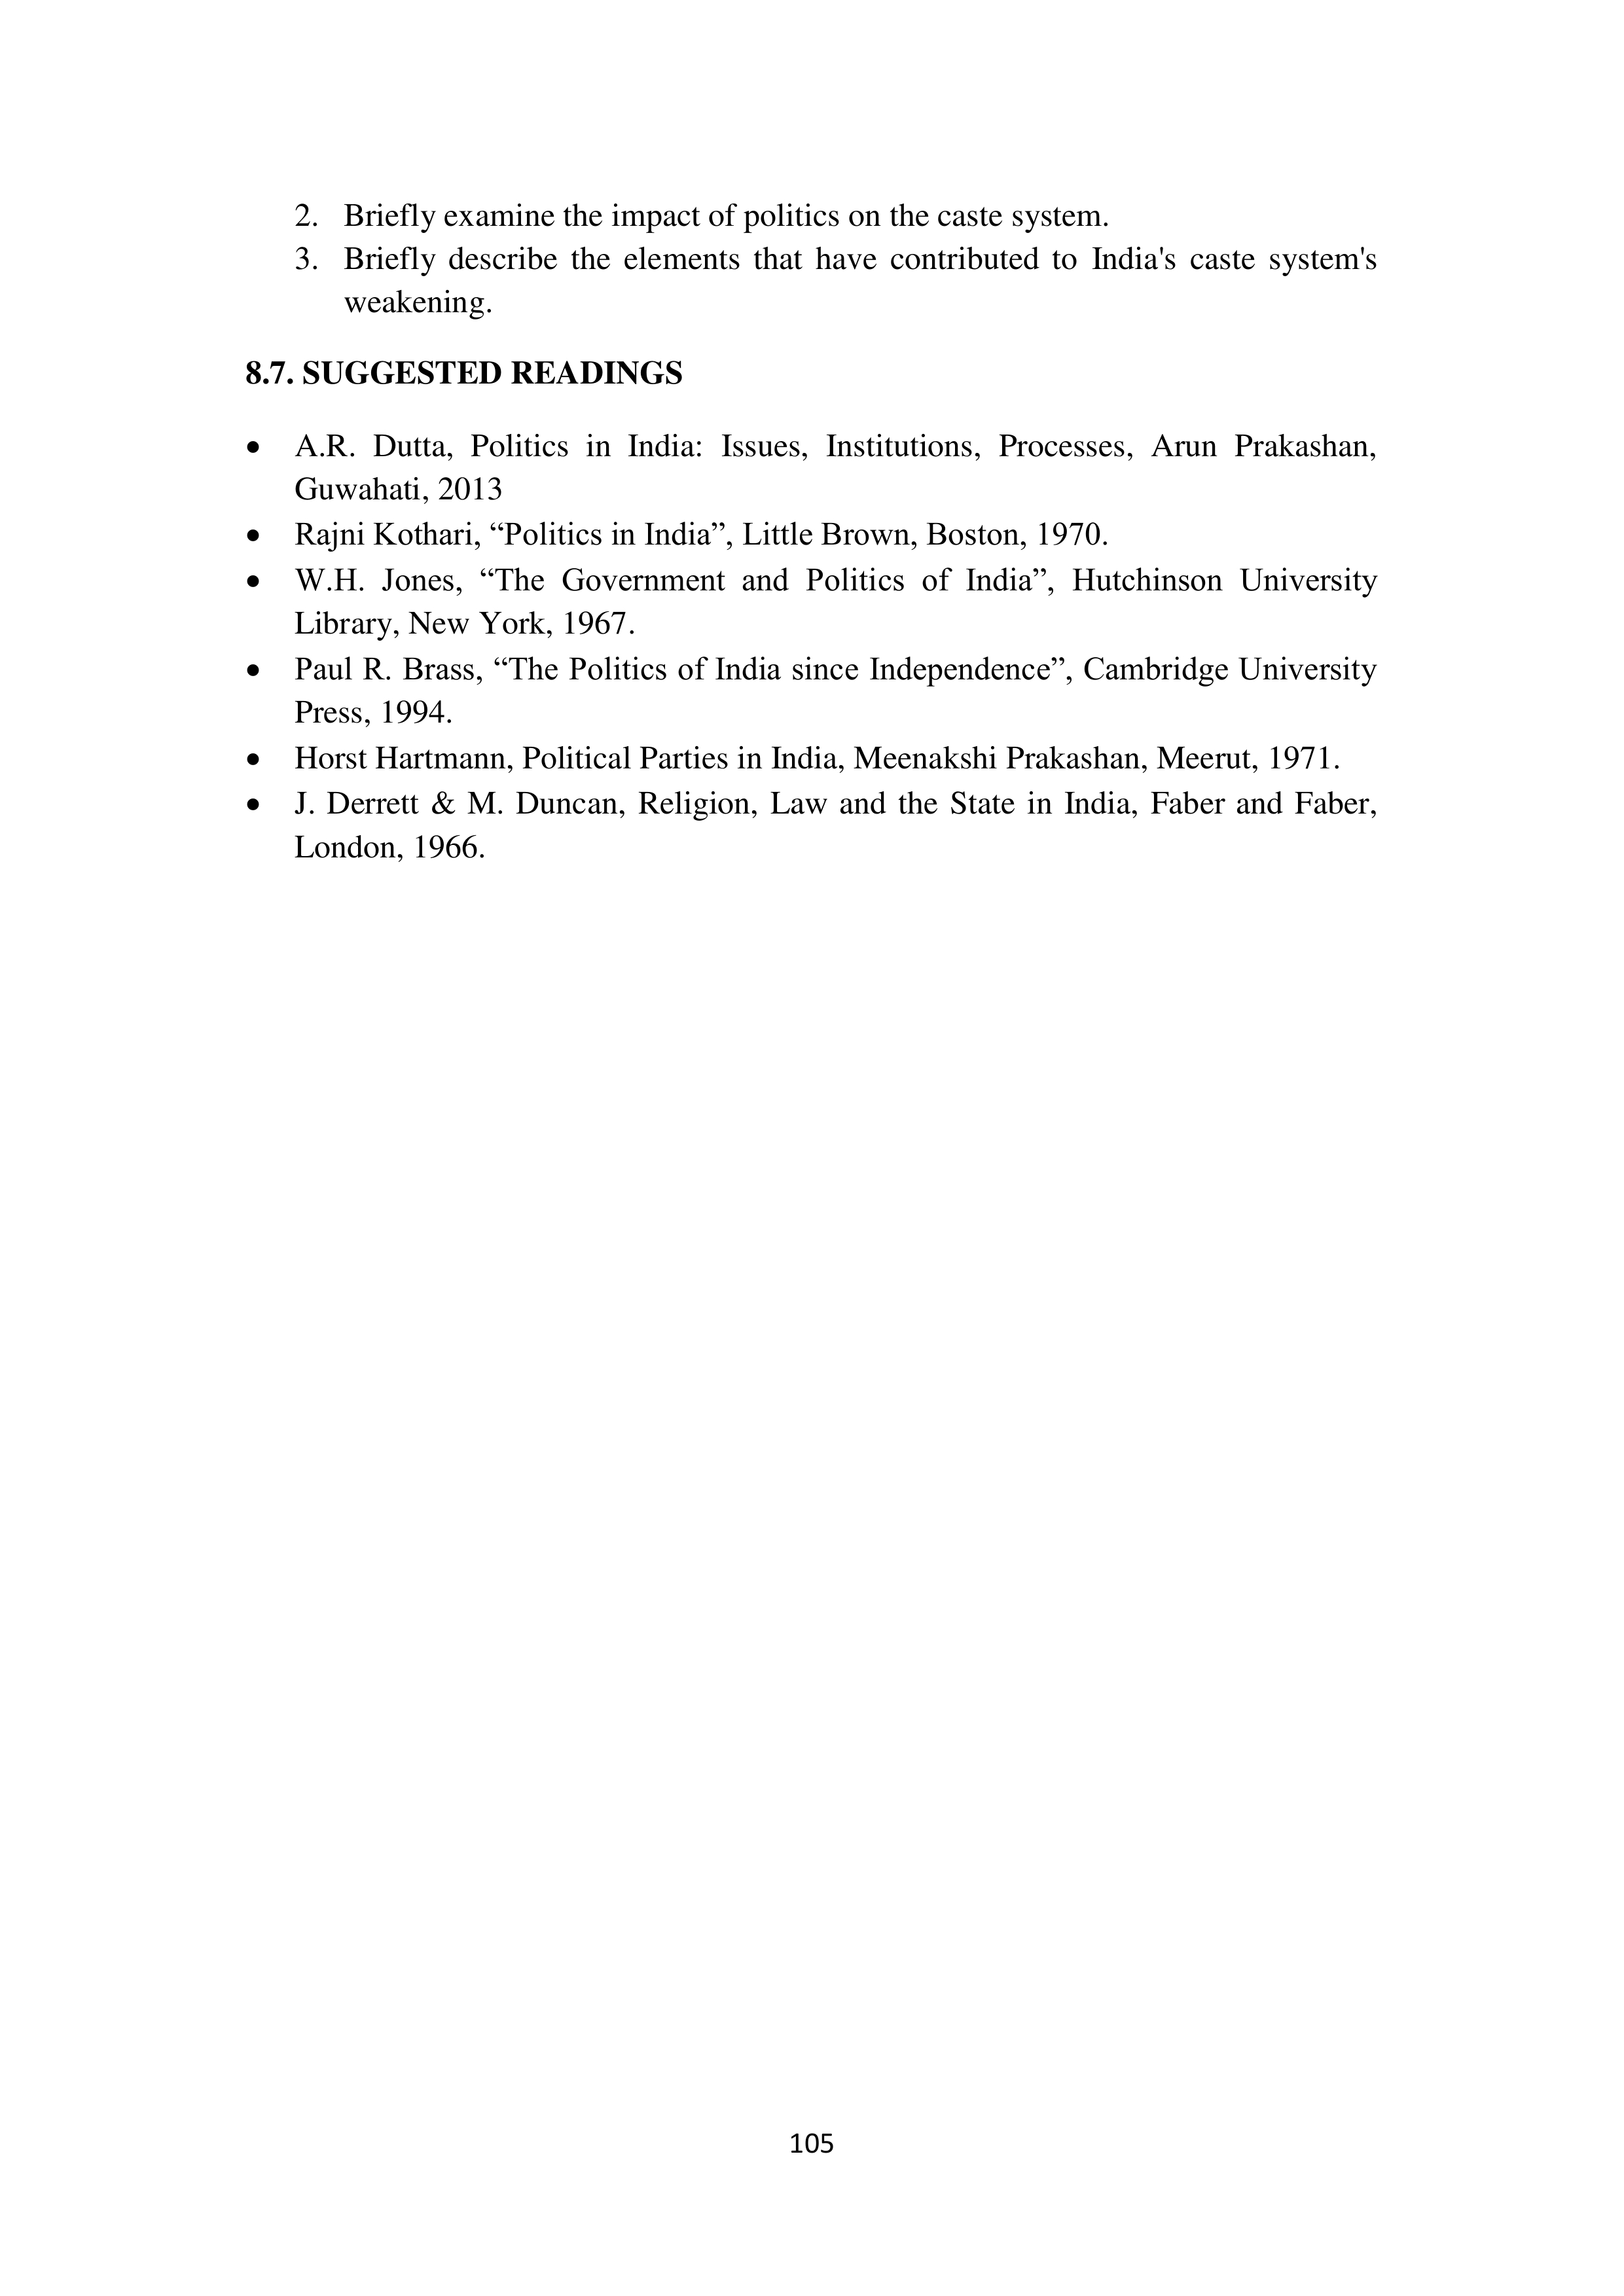 2. Briefly examine the impact of politics on the caste system.
3. Briefly describe the elements that have contributed to India's caste system's
weakening.
8.7. SUGGESTED READINGS
• A.R. Dutta, Politics in India: Issues, Institutions, Processes, Arun Prakashan,
Guwahati, 2013
• Rajni Kothari, “Politics in India”, Little Brown, Boston, 1970.
• W.H. Jones, “The Government and Politics of India”, Hutchinson University
Library, New York, 1967.
• Paul R. Brass, “The Politics of India since Independence”, Cambridge University
Press, 1994.
• Horst Hartmann, Political Parties in India, Meenakshi Prakashan, Meerut, 1971.
• J. Derrett & M. Duncan, Religion, Law and the State in India, Faber and Faber,
London, 1966.
105